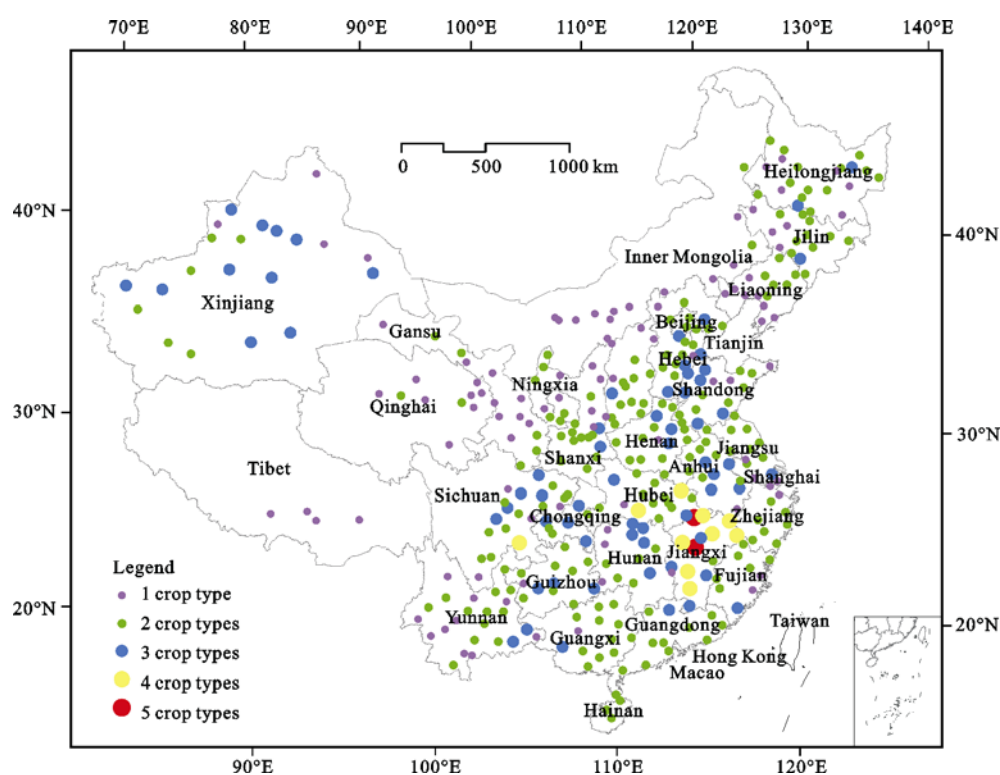 70°E 80°E 90°E 100°E 110°E 120°E 130°E 140°E
0 500 1000 km
Heilongjiang
40°N
40°N
Jilin
Inner Mongolia
Liaoning
Xinjiang
Beijing
Gansu
Tianjin
Hebei
Ningxia
Shandong
Qinghai
30°N
30°N
Henan
Jiangsu
Shanxi
Tibet
Anhui
Shanghai
Sichuan
Hubei
Chongqing
Zhejiang
Hunan
Jiangxi
Legend
Guizhou
Fujian
1 crop type
20°N
Yunnan
Guangdong
Taiwan
20°N
2 crop types
Guangxi
3 crop types
Hong Kong
Macao
4 crop types
Hainan
5 crop types
90°E 100°E 110°E 120°E